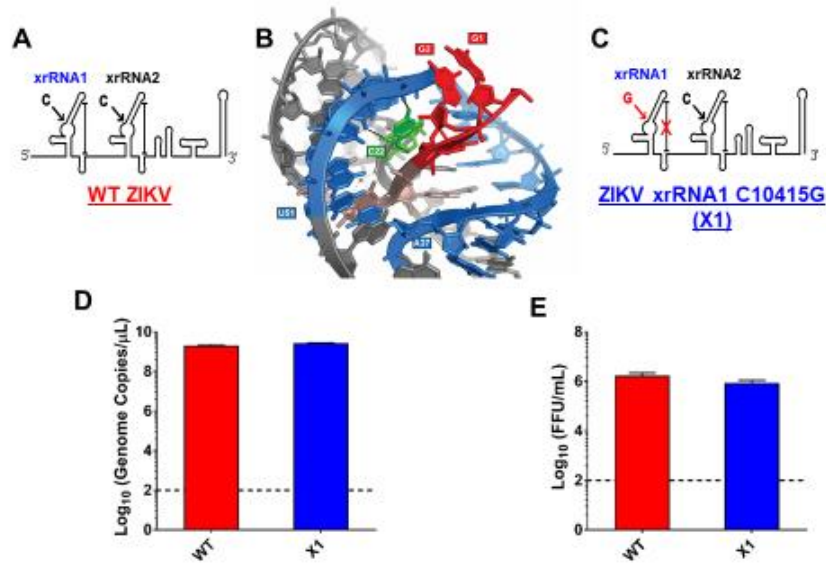 A
xrRNA1 xrRNA2
C
C
5'
3'
WT ZIKV
B
G2
G1
C22
U51
A37
C
xrRNA1 xrRNA2
G
C
X
5'
3'
ZIKV xrRNA1 C10415G
(X1)
D
Log10 (Genome Copies/µL)
10
8
6
4
2
0
WT
X1
E
Log10 (FFU/mL)
8
6
4
2
0
WT
X1